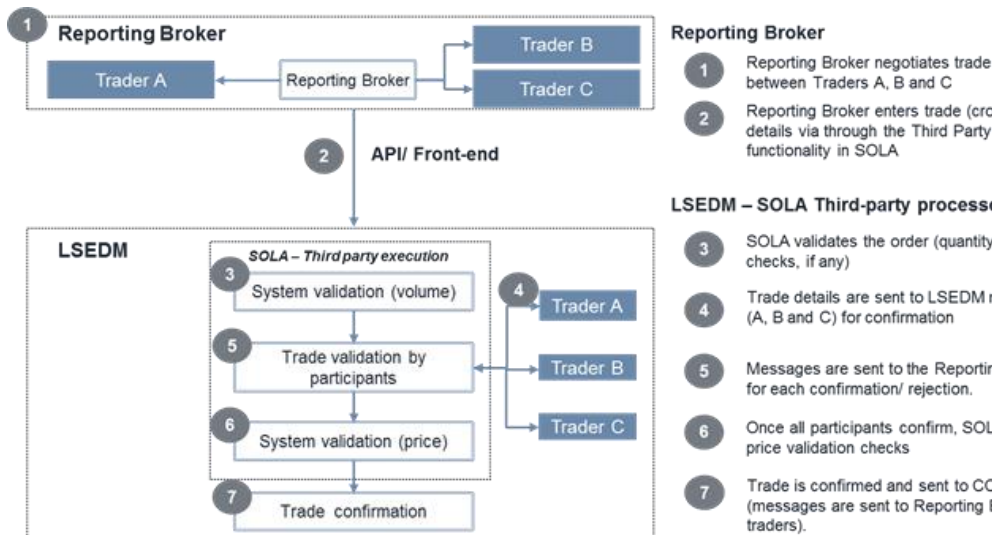 1
Reporting Broker
Trader A
Reporting Broker
Trader B
Trader C
2
API/ Front-end
LSEDM
SOLA – Third party execution
3
System validation (volume)
4
Trader A
5
Trade validation by
participants
Trader B
6
System validation (price)
Trader C
7
Trade confirmation
Reporting Broker
1
Reporting Broker negotiates trade
between Traders A, B and C
2
Reporting Broker enters trade
details via through the Third Party
functionality in SOLA
LSEDM – SOLA Third-party
3
SOLA validates the order (quantity
checks, if any)
4
Trade details are sent to LSEDM
(A, B and C) for confirmation
5
Messages are sent to the
for each confirmation/ rejection.
6
Once all participants confirm,
price validation checks
7
Trade is confirmed and sent to
(messages are sent to Reporting
traders).